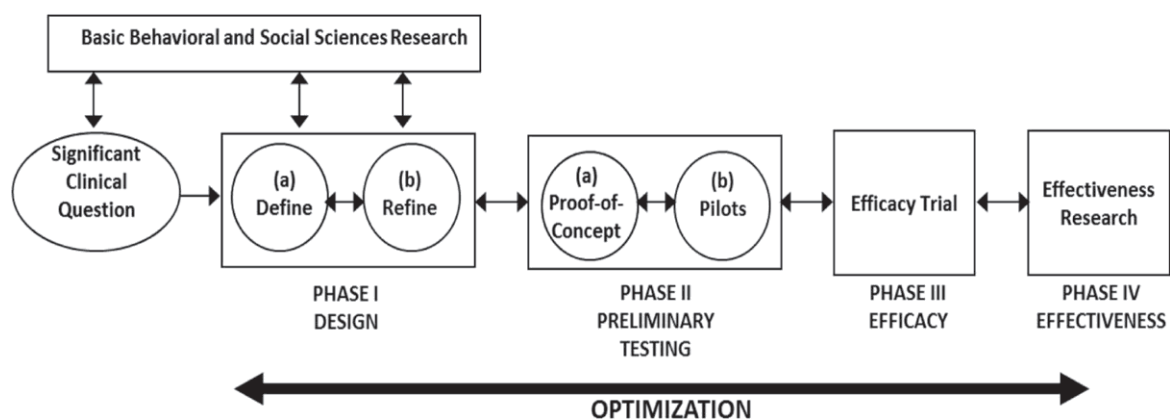 Basic Behavioral and Social Sciences Research
Significant
Clinical
Question
(a)
Define
(b)
Refine
(a)
Proof-of-
Concept
(b)
Pilots
Efficacy Trial
Effectiveness
Research
PHASE I
DESIGN
PHASE II
PRELIMINARY
TESTING
PHASE III
EFFICACY
PHASE IV
EFFECTIVENESS
OPTIMIZATION